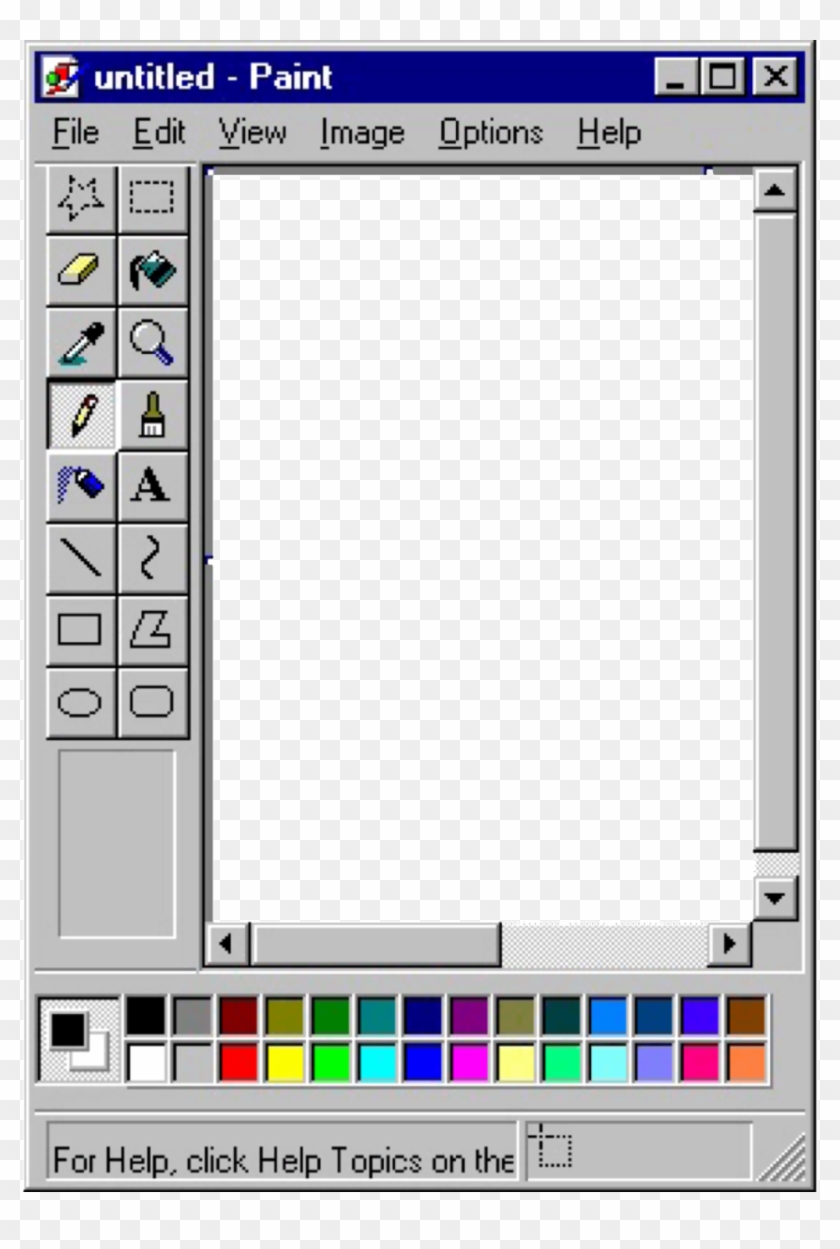 untitled - Paint
File Edit View Image Options Help
A
For Help, click Help Topics on the